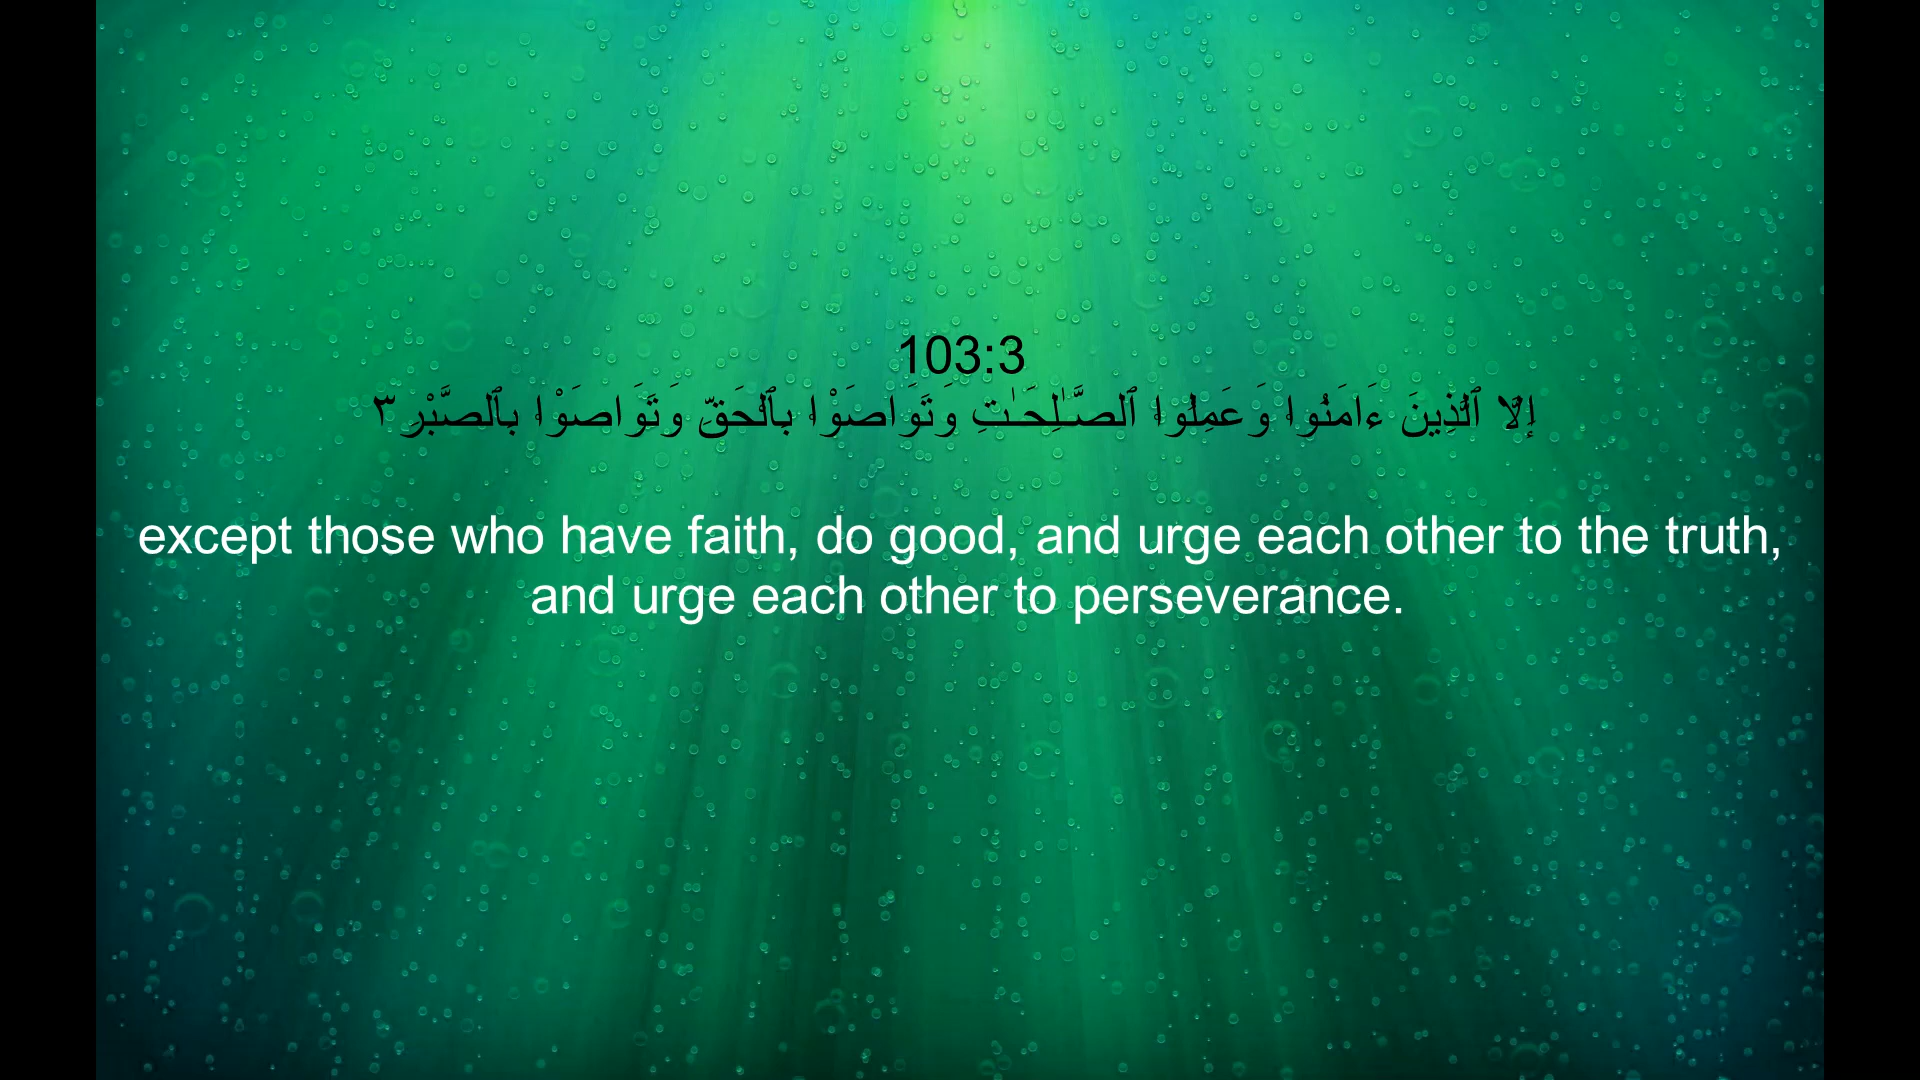 103:3
إِلَّا ٱلَّذِينَ ءَامَنُوا۟ وَعَمِلُوا۟ ٱلصَّـٰلِحَـٰتِ وَتَوَاصَوْا۟ بِٱلْحَقِّ وَتَوَاصَوْا۟ بِٱلصَّبْرِ ٣
except those who have faith, do good, and urge each other to the truth,
and urge each other to perseverance.